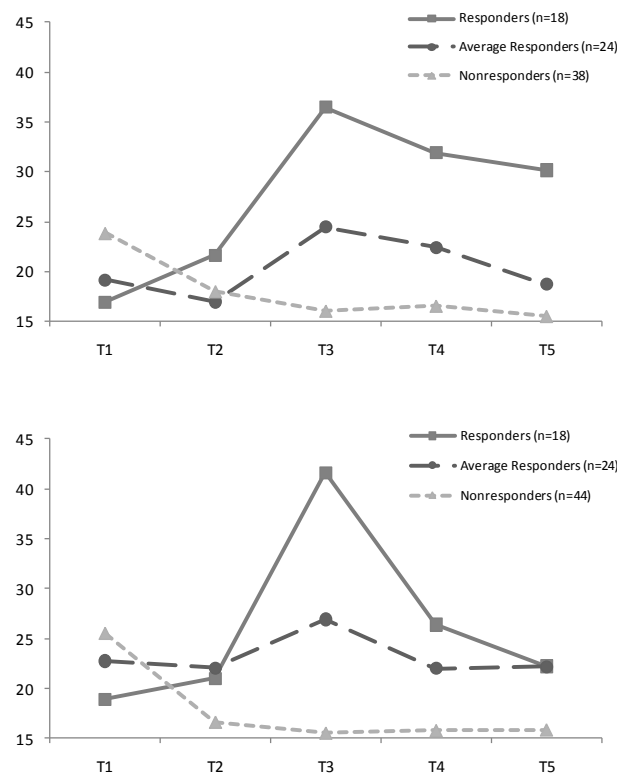 45
40
35
30
25
20
15
T1 T2 T3 T4 T5
Responders (n=18)
Average Responders (n=24)
Nonresponders (n=38)
45
40
35
30
25
20
15
T1 T2 T3 T4 T5
Responders (n=18)
Average Responders (n=24)
Nonresponders (n=44)